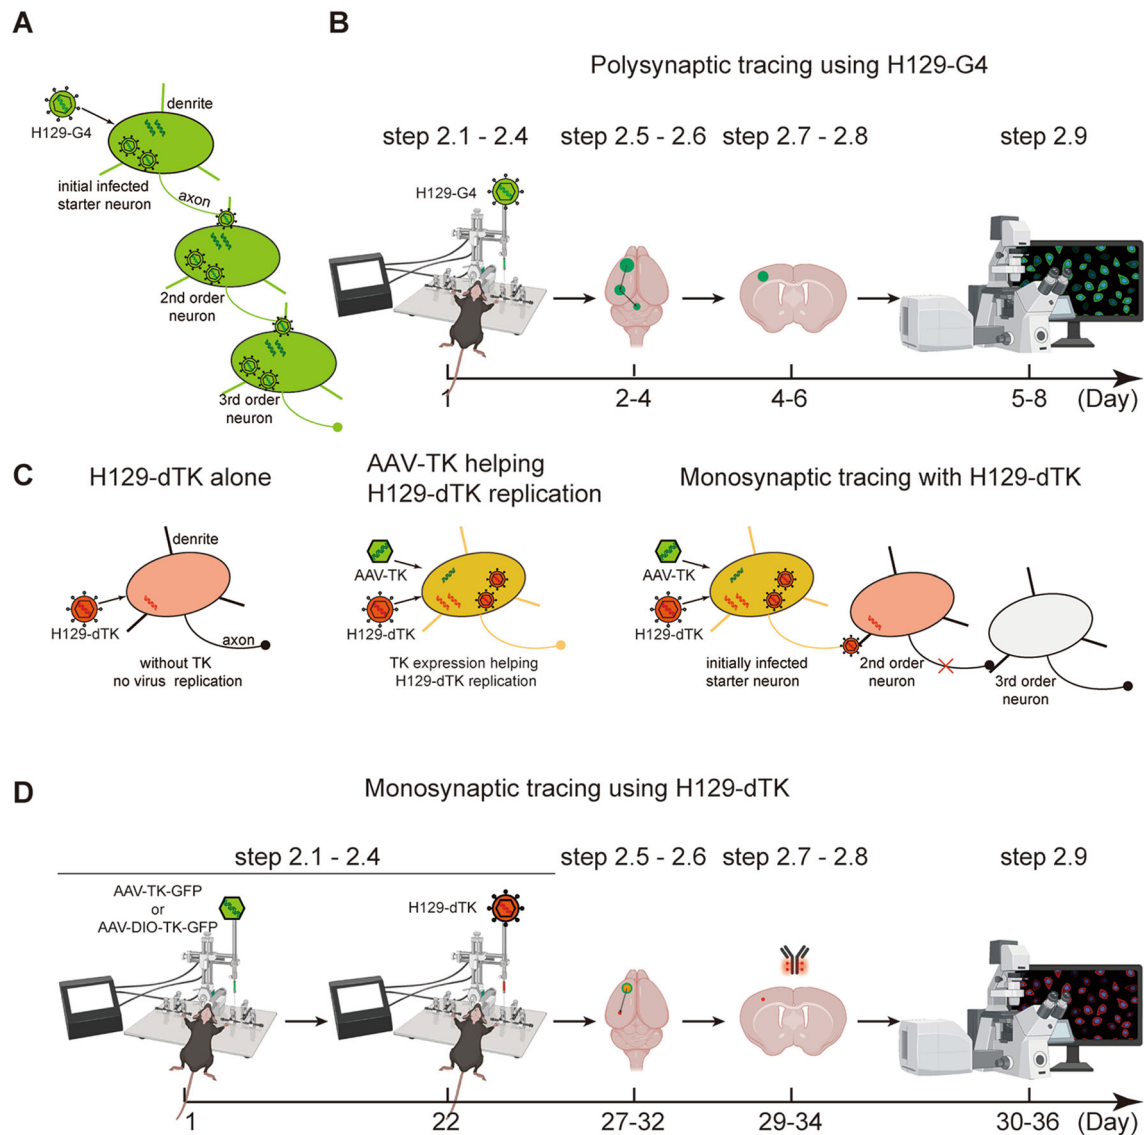 A
denrite
H129-G4
initial infected
starter neuron
axon
2nd order
neuron
3rd order
neuron
B
Polysynaptic tracing using H129-G4
step 2.1 - 2.4
step 2.5 - 2.6
step 2.7 - 2.8
step 2.9
H129-G4
1
2-4
4-6
5-8
(Day)
C
H129-dTK alone
denrite
H129-dTK
axon
without TK
no virus replication
AAV-TK helping
H129-dTK replication
AAV-TK
H129-dTK
TK expression helping
H129-dTK replication
Monosynaptic tracing with H129-dTK
AAV-TK
H129-dTK
initially infected
starter neuron
2nd order
neuron
3rd order
neuron
D
Monosynaptic tracing using H129-dTK
step 2.1 - 2.4
step 2.5 - 2.6
step 2.7 - 2.8
step 2.9
AAV-TK-GFP
or
AAV-DIO-TK-GFP
H129-dTK
1
22
27-32
29-34
30-36
(Day)